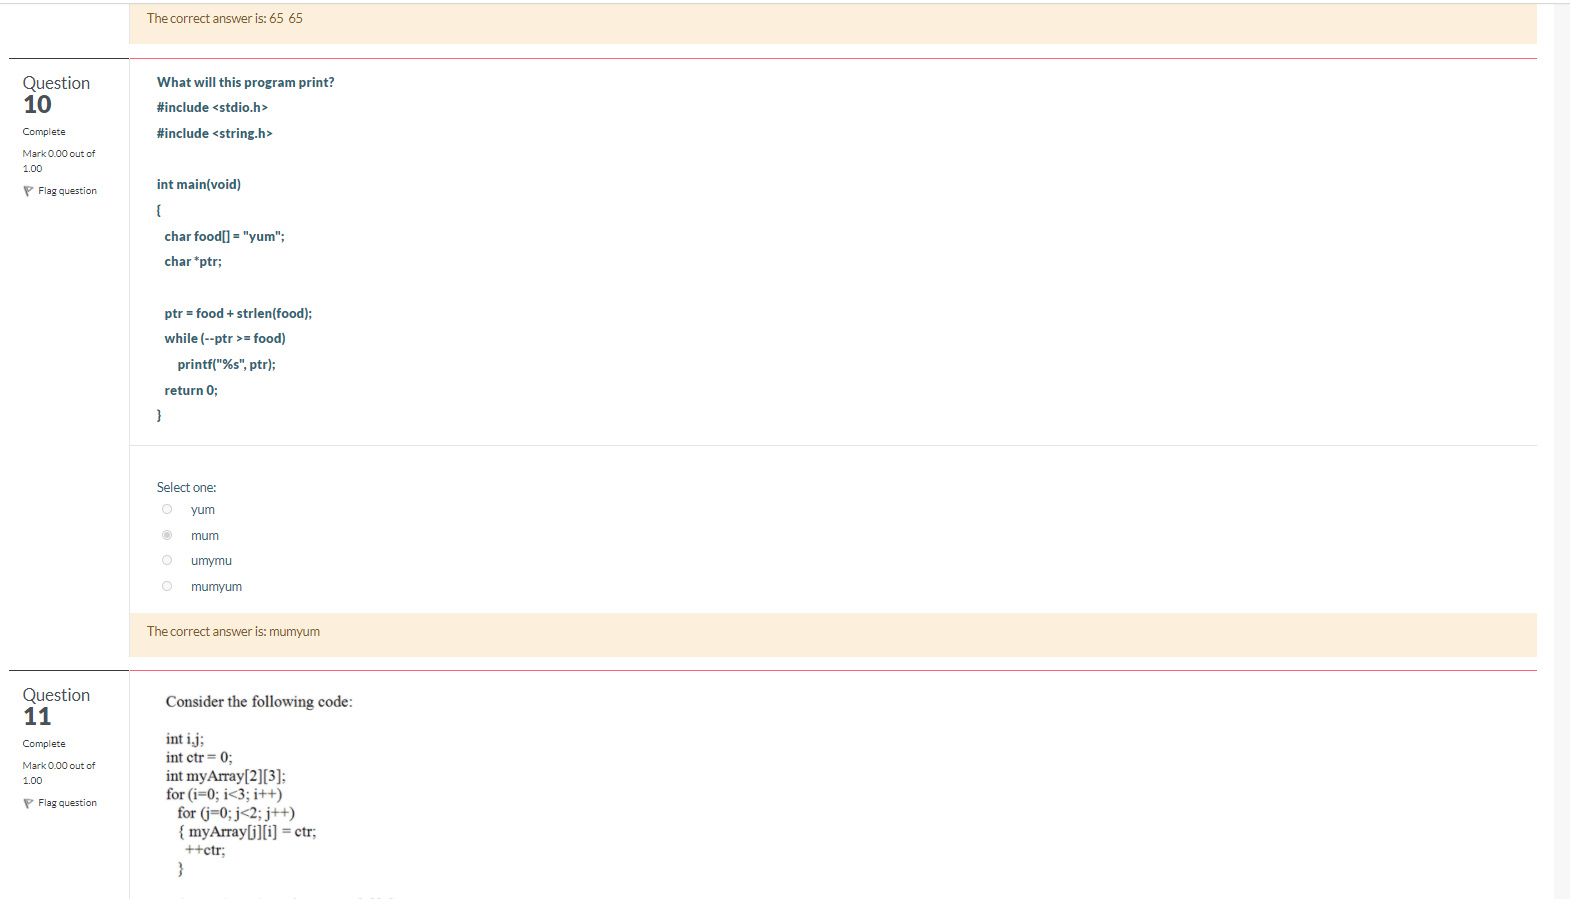 The correct answer is: 65 65
Question
10
Complete
Mark 0.00 out of
1.00
Flag question
What will this program print?
#include <stdio.h>
#include <string.h>
int main(void)
{
char food[] = "yum";
char *ptr;
ptr = food + strlen(food);
while (--ptr >= food)
printf("%s", ptr);
return 0;
}
Select one:
yum
mum
umymu
mumyum
The correct answer is: mumyum
Question
11
Complete
Mark 0.00 out of
1.00
Flag question
Consider the following code:
int i,j;
int ctr = 0;
int myArray[2][3];
for (i=0; i<3; i++)
for (j=0; j<2; j++)
{ myArray[j][i] = ctr;
++ctr;
}